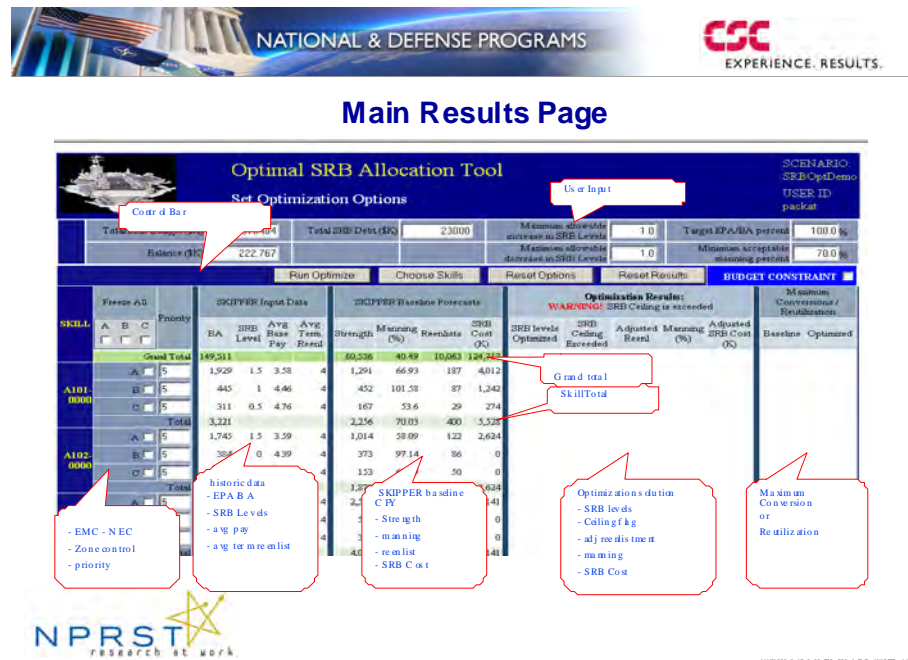 NATIONAL & DEFENSE PROGRAMS
CSC
EXPERIENCE. RESULTS.
Main Results Page
Optimal SRB Allocation Tool
Set Optimization Options
SCENARIO:
SRBOptDemo
USER ID
packat
User Input
Control Bar
Total SRB Debt ($K) 23000
Maximum allowable increase in SRB Levels 1.0
Target EPA/BA percent 100.0 %
Balance ($K) 222.767
Maximum allowable decrease in SRB Levels 1.0
Minimum acceptable manning percent 70.0 %
Run Optimize Choose Skills Reset Options Reset Results BUDGET CONSTRAINT
SKILL Freeze All A B C Priority
SKIPPER Input Data
BA SRB Level Avg Base Pay Avg Term Reenl
SKIPPER Baseline Forecasts
Strength Manning (%) Reenlists SRB Cost (K)
Optimization Results:
WARNING! SRB Ceiling is exceeded
SRB levels Optimized SRB Ceiling Exceeded Adjusted Reenl Manning (%) Adjusted SRB Cost (K)
Maximum Conversions / Reutilization
Baseline Optimized
Grand Total 149,511 60,536 40.49 10,063
A101-0000
A 5 1,929 1.5 3.58 4 1,291 66.93 187 4,012
B 5 445 1 4.46 4 452 101.58 87 1,242
C 5 311 0.5 4.76 4 167 53.6 29 274
Total 3,221 2,256 70.03 400 5,528
A102-0000
A 5 1,745 1.5 3.59 4 1,014 58.09 122 2,624
B 5 0 4.39 4 373 97.14 86 0
C 5 4 153 50 0
Total
A 5
Grand total
Skill Total
- EMC - NEC
- Zone control
- priority
historic data
- EPA BA
- SRB Levels
- avg pay
- avg term reenlist
SKIPPER baseline
CFY
- Strength
- manning
- reenlist
- SRB Cost
Optimization solution
- SRB levels
- Ceiling flag
- adj reenlistment
- manning
- SRB Cost
Maximum
Conversion
or
Reutilization
NPRST
research at work